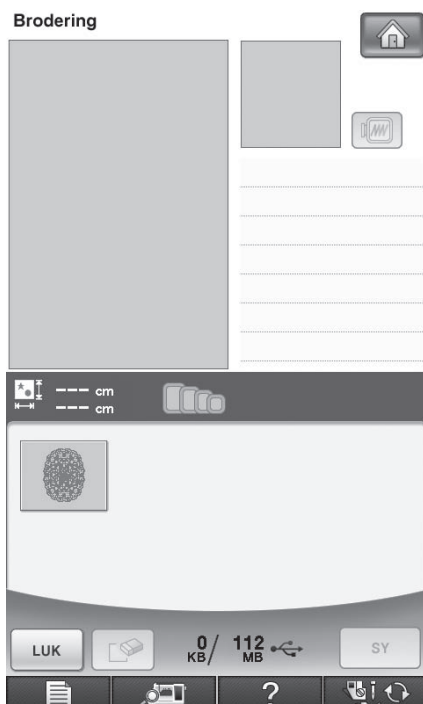 Brodering
--- cm
--- cm
LUK
0 KB/ 112 MB
SY
? i